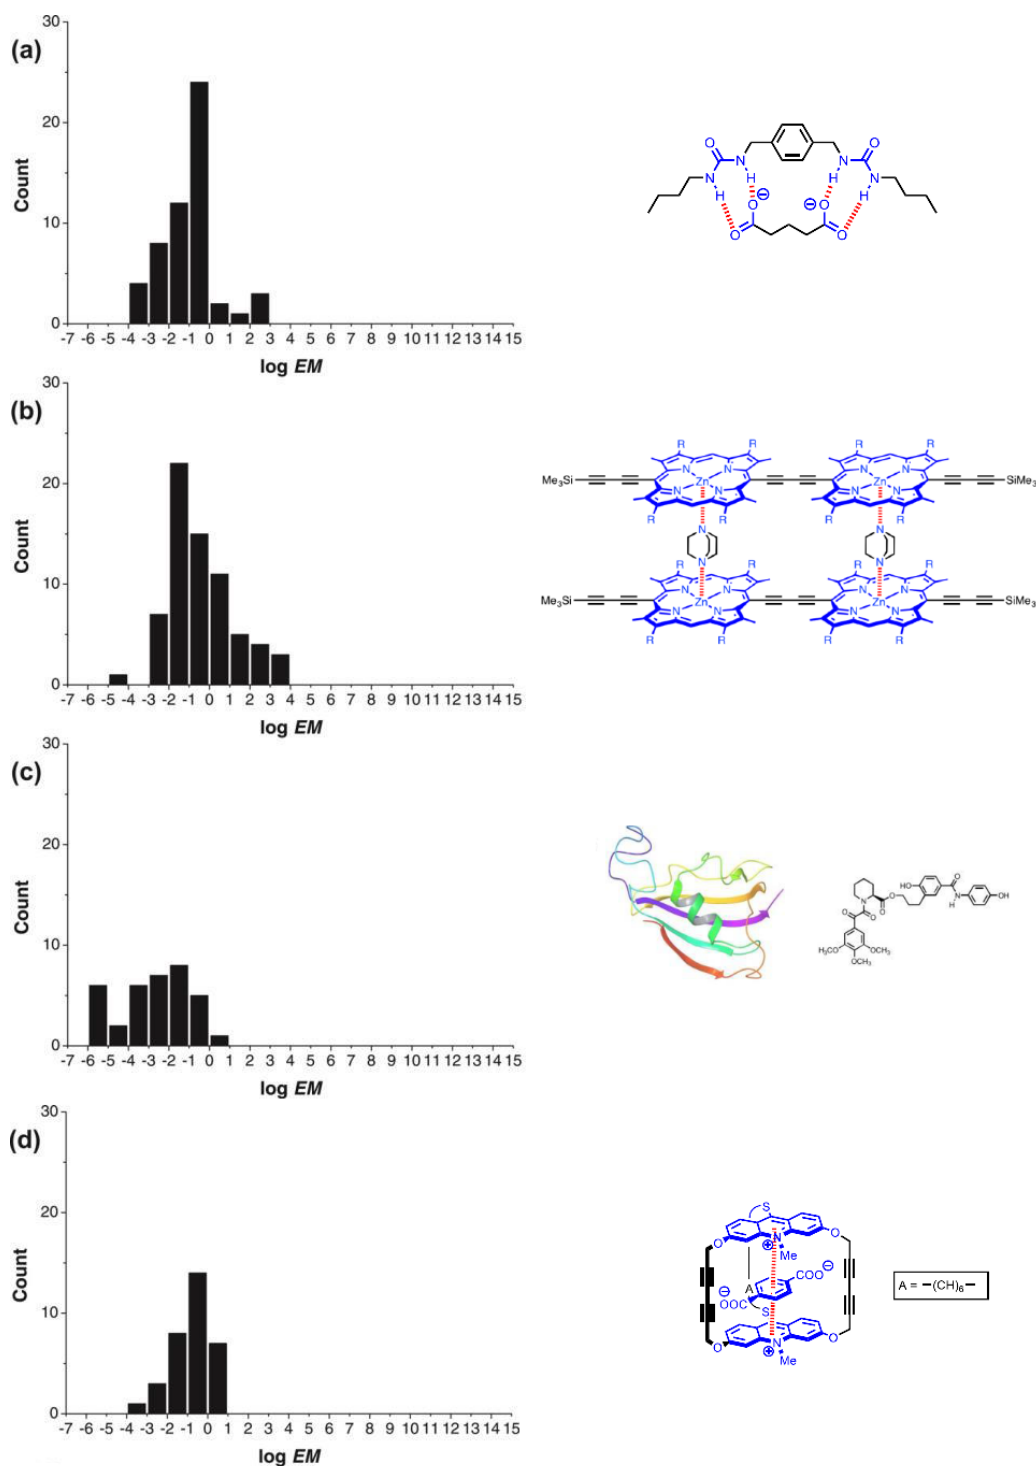 (a)
30
20
10
0
Count
-7 -6 -5 -4 -3 -2 -1 0 1 2 3 4 5 6 7 8 9 10 11 12 13 14 15
log EM
O O
N N N N
H H H H
⊖ O ⊖ O
O O
(b)
30
20
10
0
Count
-7 -6 -5 -4 -3 -2 -1 0 1 2 3 4 5 6 7 8 9 10 11 12 13 14 15
log EM
R R R R
N N N N
Me3Si Zn Zn SiMe3
N N N N
R R R R
N N
N N
R R R R
N N N N
Me3Si Zn Zn SiMe3
N N N N
R R R R
(c)
30
20
10
0
Count
-7 -6 -5 -4 -3 -2 -1 0 1 2 3 4 5 6 7 8 9 10 11 12 13 14 15
log EM
HO O OH
N O N
O O O H
H3CO OCH3
OCH3
(d)
30
20
10
0
Count
-7 -6 -5 -4 -3 -2 -1 0 1 2 3 4 5 6 7 8 9 10 11 12 13 14 15
log EM
S
O N O
⊕ Me
COO ⊖
A
⊖ OOC
S
O N O
⊕ Me
A = –(CH)6–